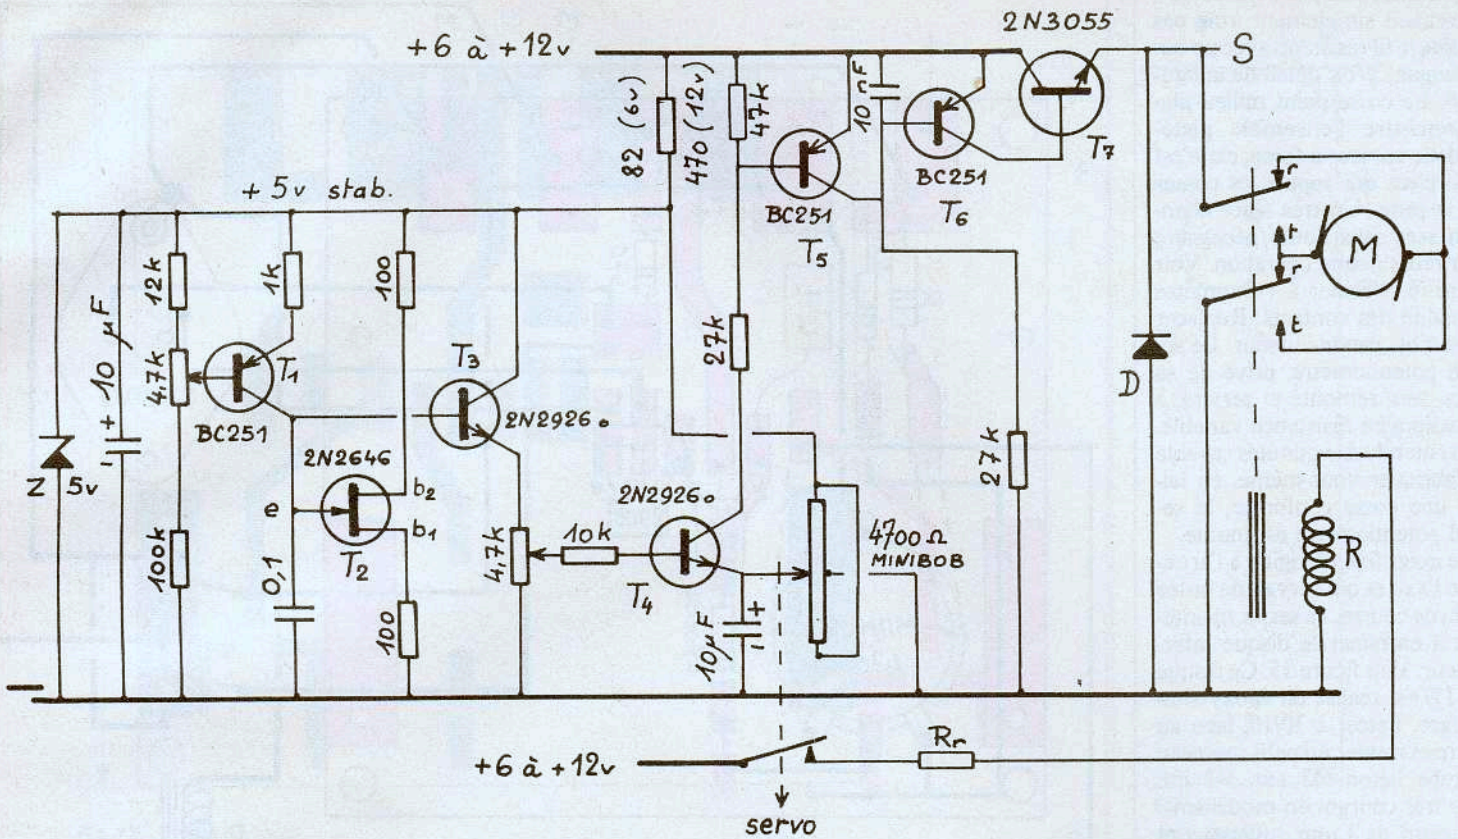 2N3055
+6 à +12v
S
82 (6v)
470 (12v)
47k
10 nF
T7
BC251
T6
BC251
T5
r
t
M
r
t
+ 5v stab.
12k
1k
100
+ 10 µF
-
4.7k
T1
BC251
T3
2N2926 o
27k
Z
5v
D
2N2646
b2
e
b1
T2
100k
0,1
100
4,7k
10k
2N2926 o
T4
10µF
+
-
4700 Ω
MINIBOB
27k
R
+6 à +12v
Rr
servo